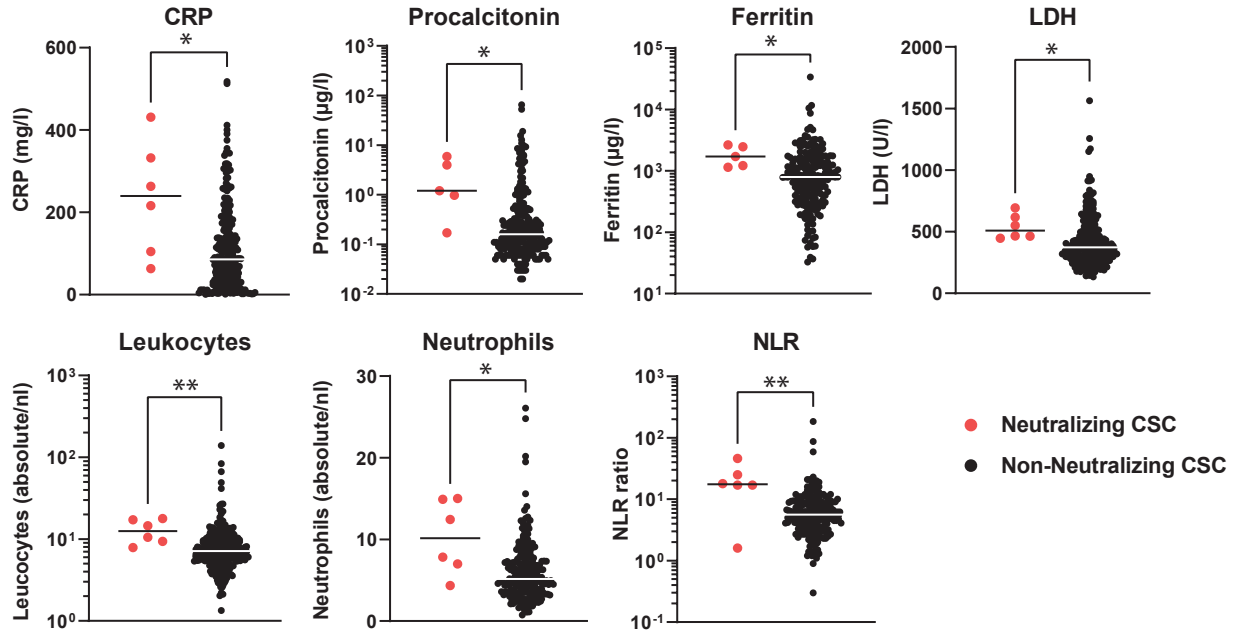 CRP
CRP (mg/l)
600
400
200
0
*
Procalcitonin
Procalcitonin (µg/l)
10³
10²
10¹
10⁰
10⁻¹
10⁻²
*
Ferritin
Ferritin (µg/l)
10⁵
10⁴
10³
10²
10¹
*
LDH
LDH (U/l)
2000
1500
1000
500
0
*
Leukocytes
Leucocytes (absolute/nl)
10³
10²
10¹
10⁰
**
Neutrophils
Neutrophils (absolute/nl)
30
20
10
0
*
NLR
NLR ratio
10³
10²
10¹
10⁰
10⁻¹
**
Neutralizing CSC
Non-Neutralizing CSC